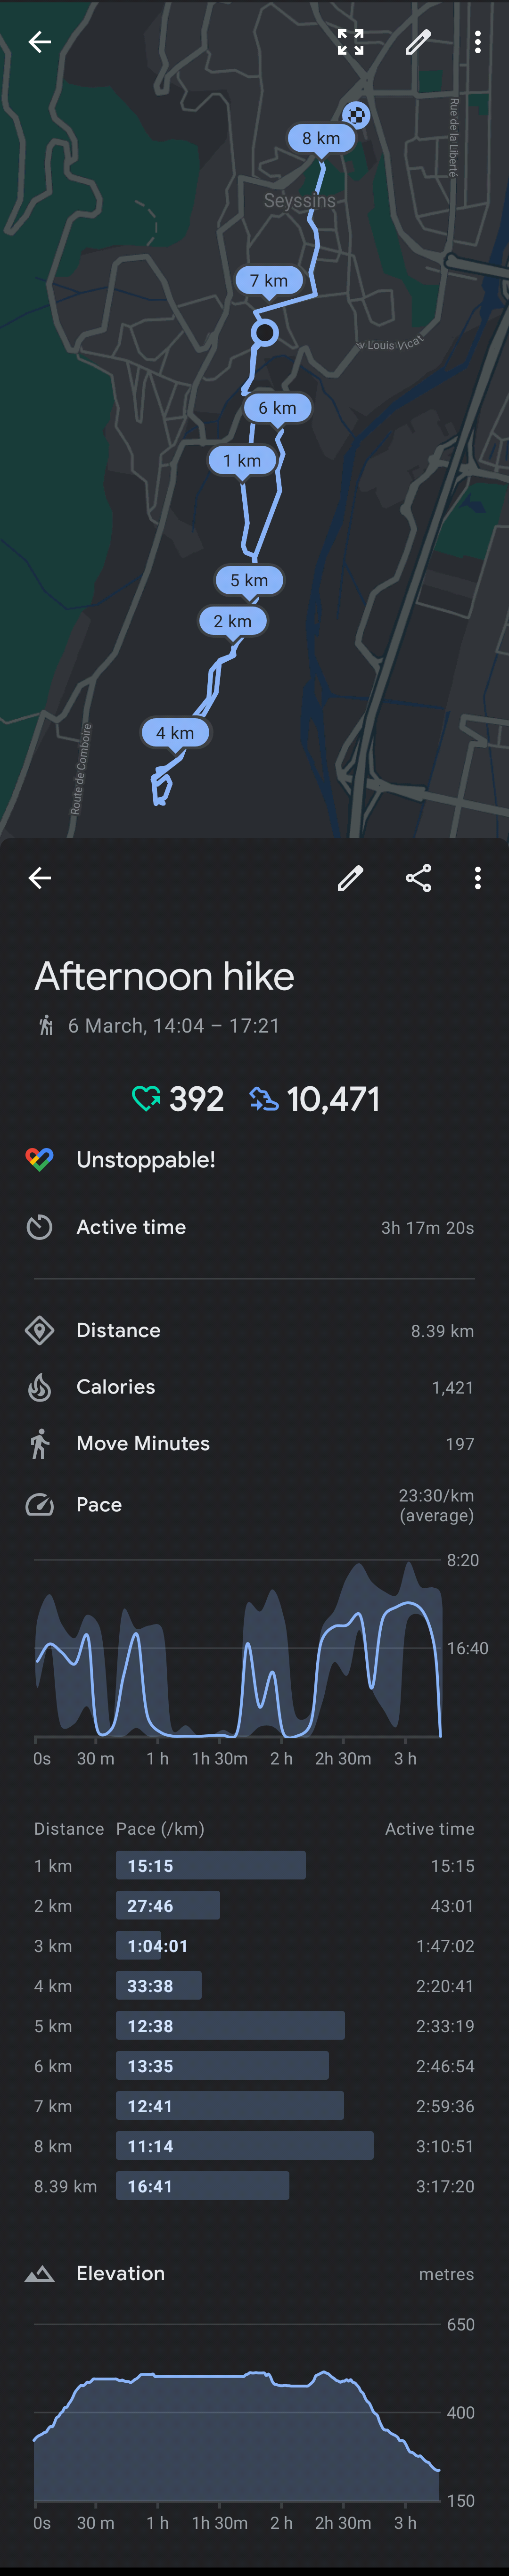 Rue de la Liberté
8 km
Seyssins
7 km
v Louis Vicat
6 km
1 km
5 km
2 km
4 km
Route de Comboire
Afternoon hike
6 March, 14:04 – 17:21
392 10,471
Unstoppable!
Active time 3h 17m 20s
Distance 8.39 km
Calories 1,421
Move Minutes 197
Pace 23:30/km
(average)
8:20
16:40
0s 30 m 1 h 1h 30m 2 h 2h 30m 3 h
Distance Pace (/km) Active time
1 km 15:15 15:15
2 km 27:46 43:01
3 km 1:04:01 1:47:02
4 km 33:38 2:20:41
5 km 12:38 2:33:19
6 km 13:35 2:46:54
7 km 12:41 2:59:36
8 km 11:14 3:10:51
8.39 km 16:41 3:17:20
Elevation metres
650
400
150
0s 30 m 1 h 1h 30m 2 h 2h 30m 3 h